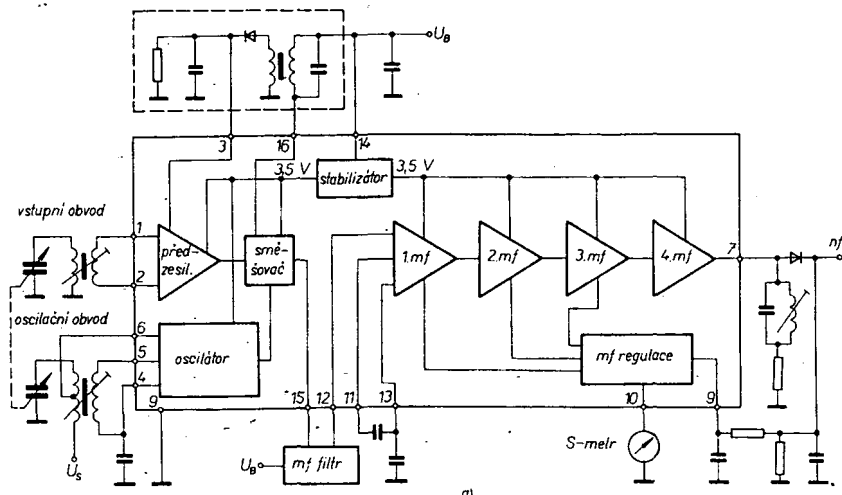 U_B
3
16
14
3,5 V
stabilizátor
3,5 V
vstupní obvod
1
2
před-
zesil.
smě-
šovač
1.mf
2.mf
3.mf
4.mf
7
nf
oscilační obvod
6
5
4
oscilátor
mf regulace
9
15
12
11
13
10
9
U_s
U_B
mf filtr
S-metr
a)